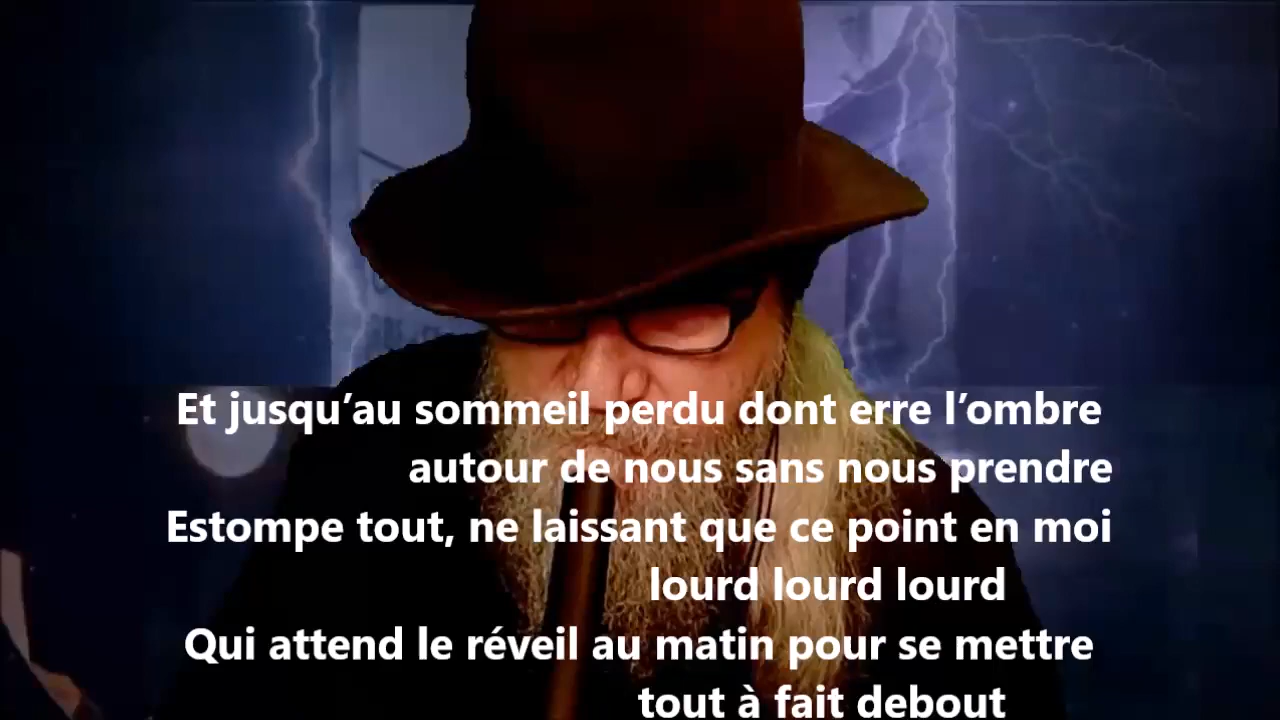 Et jusqu’au sommeil perdu dont erre l’ombre
autour de nous sans nous prendre
Estompe tout, ne laissant que ce point en moi
lourd lourd lourd
Qui attend le réveil au matin pour se mettre
tout à fait debout